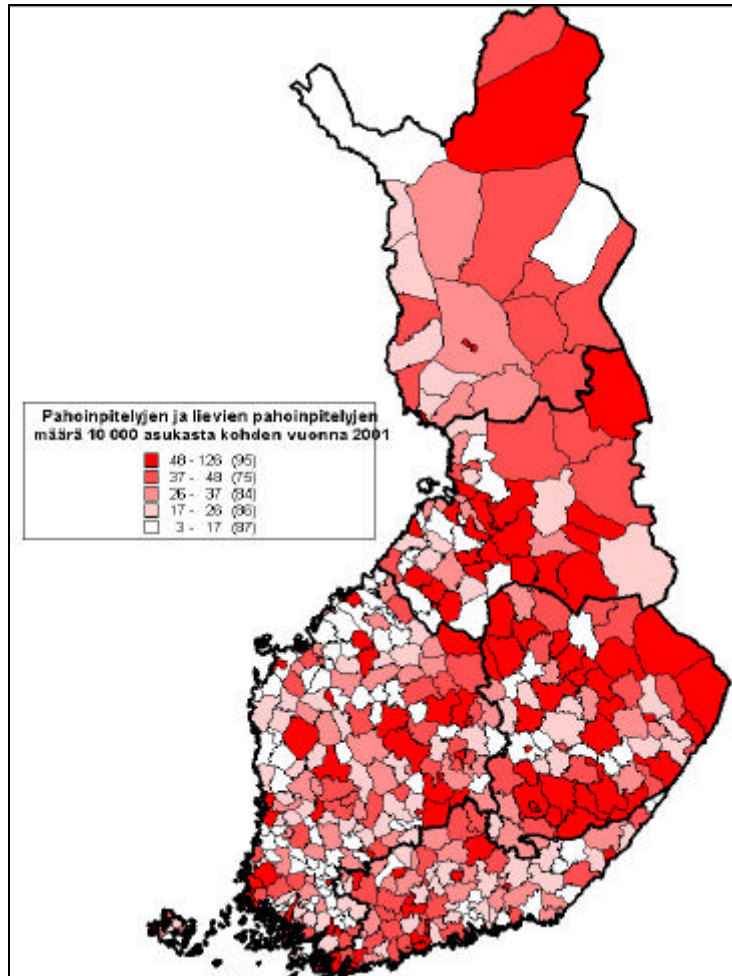 Pahoinpitelyjen ja lievien pahoinpitelyjen
määrä 10 000 asukasta kohden vuonna 2001
48 - 126 (95)
37 - 48 (75)
26 - 37 (84)
17 - 26 (86)
3 - 17 (87)